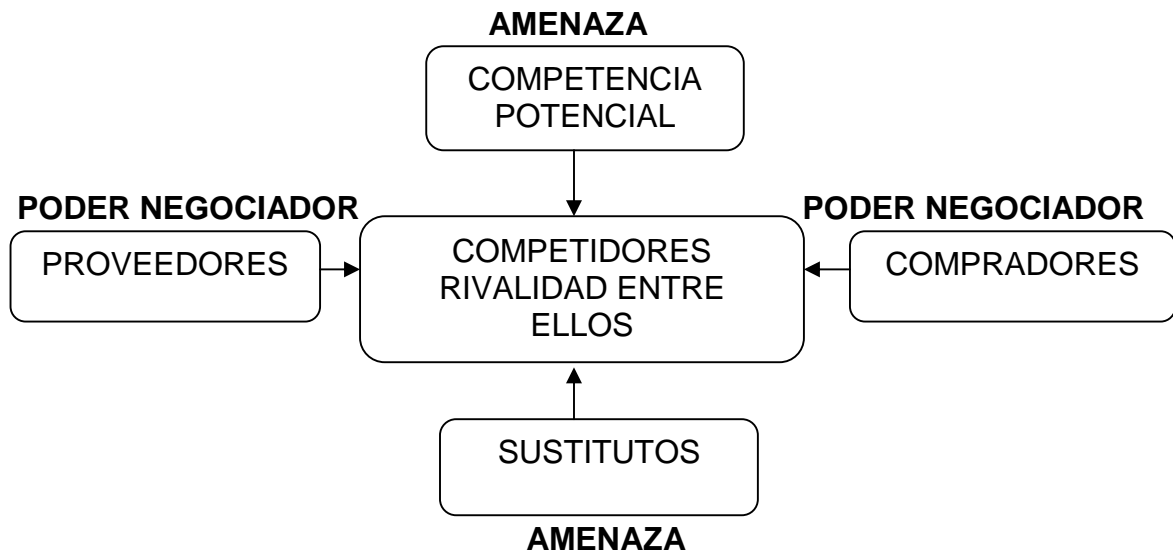 AMENAZA
COMPETENCIA
POTENCIAL
PODER NEGOCIADOR
PODER NEGOCIADOR
PROVEEDORES
COMPETIDORES
RIVALIDAD ENTRE
ELLOS
COMPRADORES
SUSTITUTOS
AMENAZA